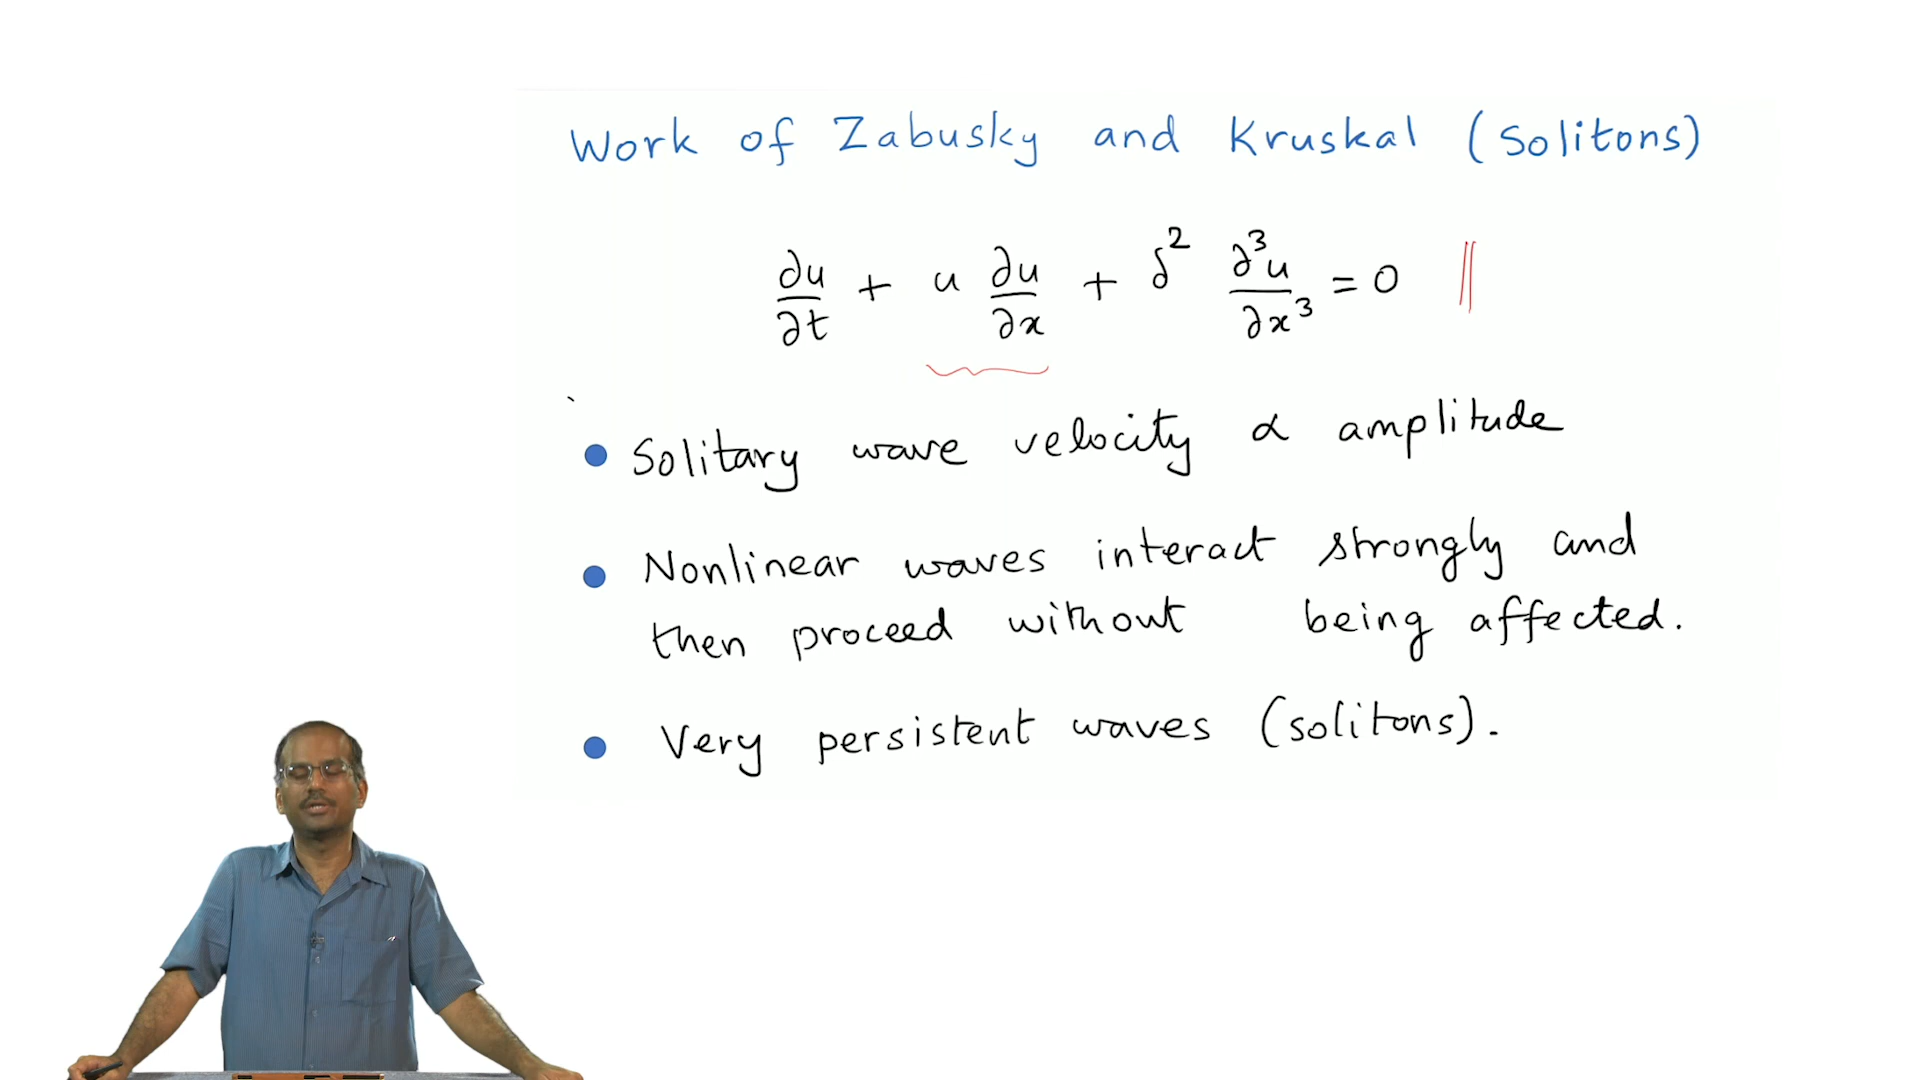 Work of Zabusky and Kruskal (Solitons)
∂u/∂t + u ∂u/∂x + δ² ∂³u/∂x³ = 0
Solitary wave velocity α amplitude
Nonlinear waves interact strongly and
then proceed without being affected.
Very persistent waves (solitons).